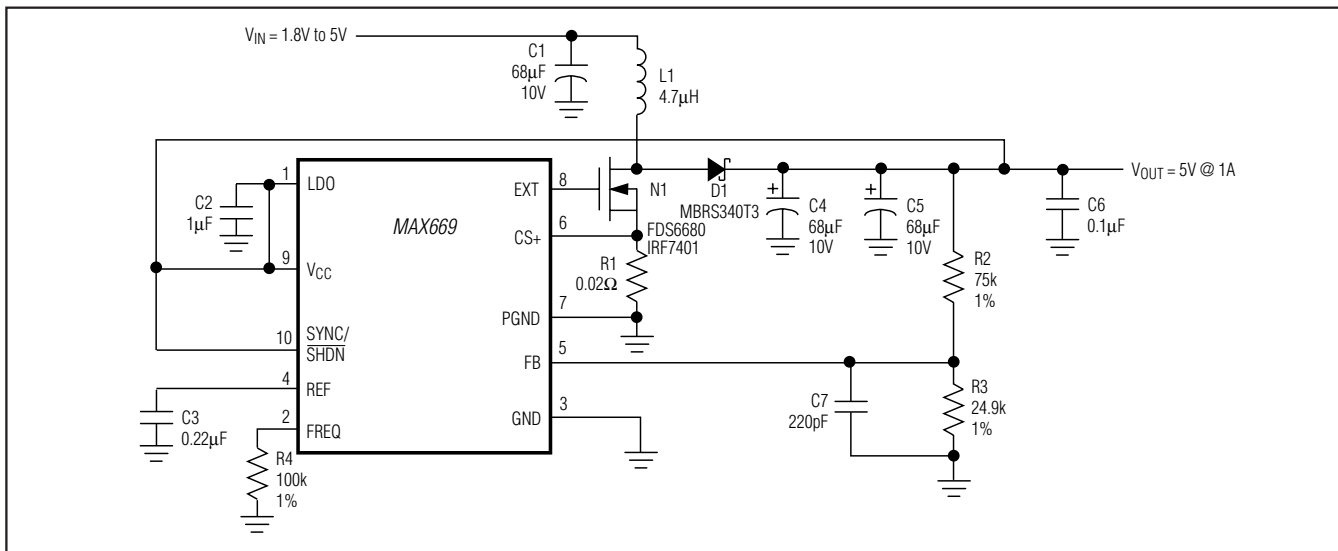 V_IN = 1.8V to 5V
C1
68µF
10V
L1
4.7µH
1
LDO
C2
1µF
MAX669
EXT
8
N1
FDS6680
IRF7401
D1
MBRS340T3
+
C4
68µF
10V
+
C5
68µF
10V
V_OUT = 5V @ 1A
C6
0.1µF
CS+
6
9
V_CC
R1
0.02Ω
R2
75k
1%
PGND
7
10
SYNC/
SHDN
FB
5
4
REF
C3
0.22µF
2
FREQ
GND
3
C7
220pF
R3
24.9k
1%
R4
100k
1%